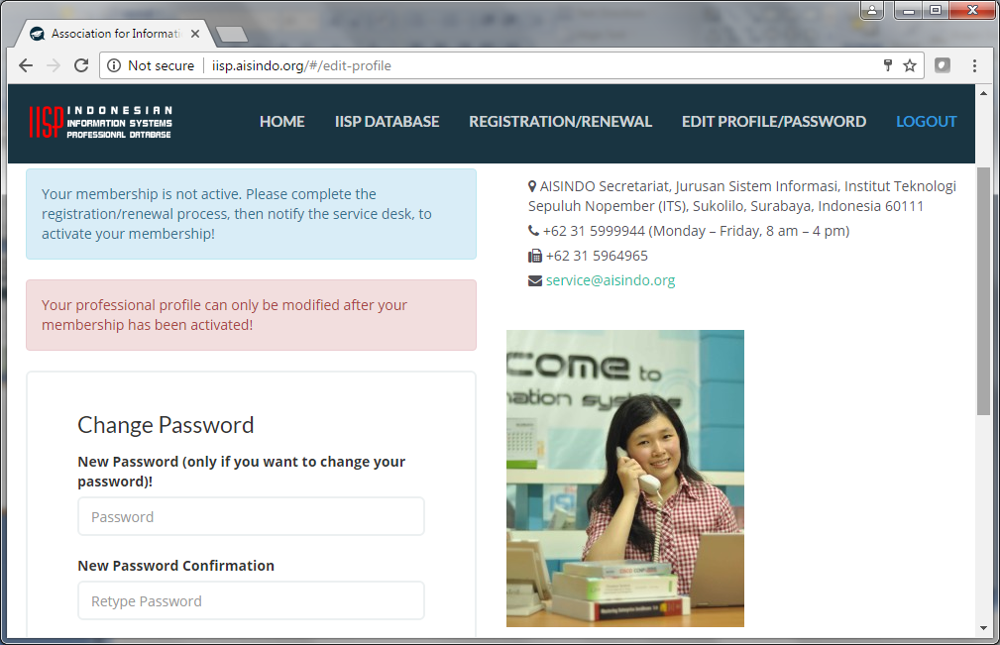 Association for Informati
Not secure
iisp.aisindo.org/#/edit-profile
IISP INDONESIAN
INFORMATION SYSTEMS
PROFESSIONAL DATABASE
HOME
IISP DATABASE
REGISTRATION/RENEWAL
EDIT PROFILE/PASSWORD
LOGOUT
Your membership is not active. Please complete the
registration/renewal process, then notify the service desk, to
activate your membership!
Your professional profile can only be modified after your
membership has been activated!
Change Password
New Password (only if you want to change your
password)!
Password
New Password Confirmation
Retype Password
AISINDO Secretariat, Jurusan Sistem Informasi, Institut Teknologi
Sepuluh Nopember (ITS), Sukolilo, Surabaya, Indonesia 60111
+62 31 5999944 (Monday – Friday, 8 am – 4 pm)
+62 31 5964965
service@aisindo.org
COME to
mation systems